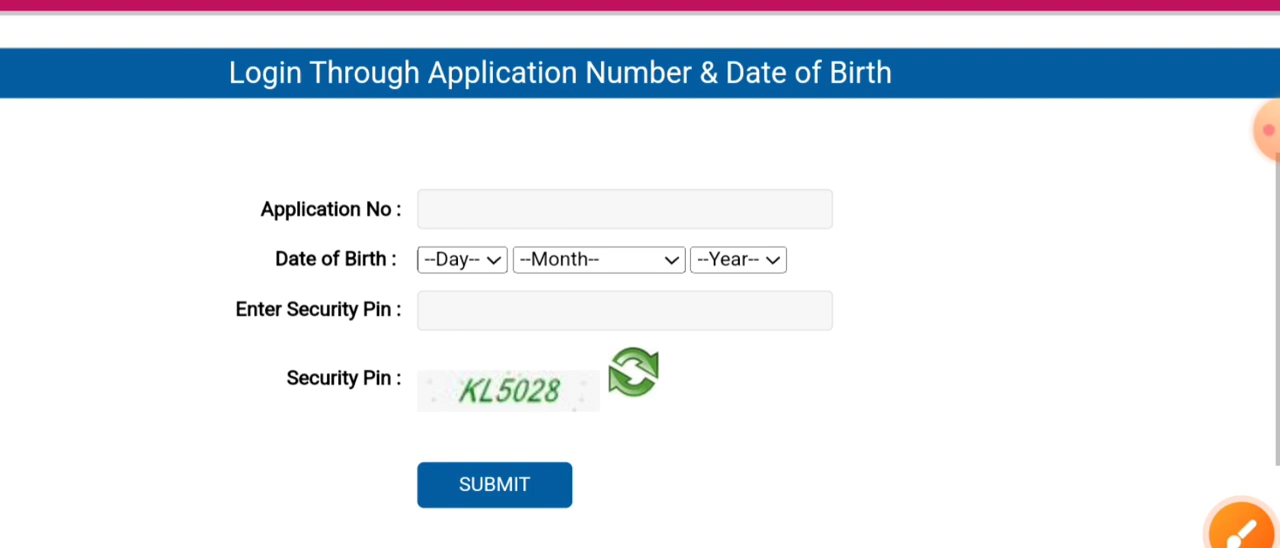 Login Through Application Number & Date of Birth
Application No :
Date of Birth : --Day-- --Month-- --Year--
Enter Security Pin :
Security Pin : KL5028
SUBMIT